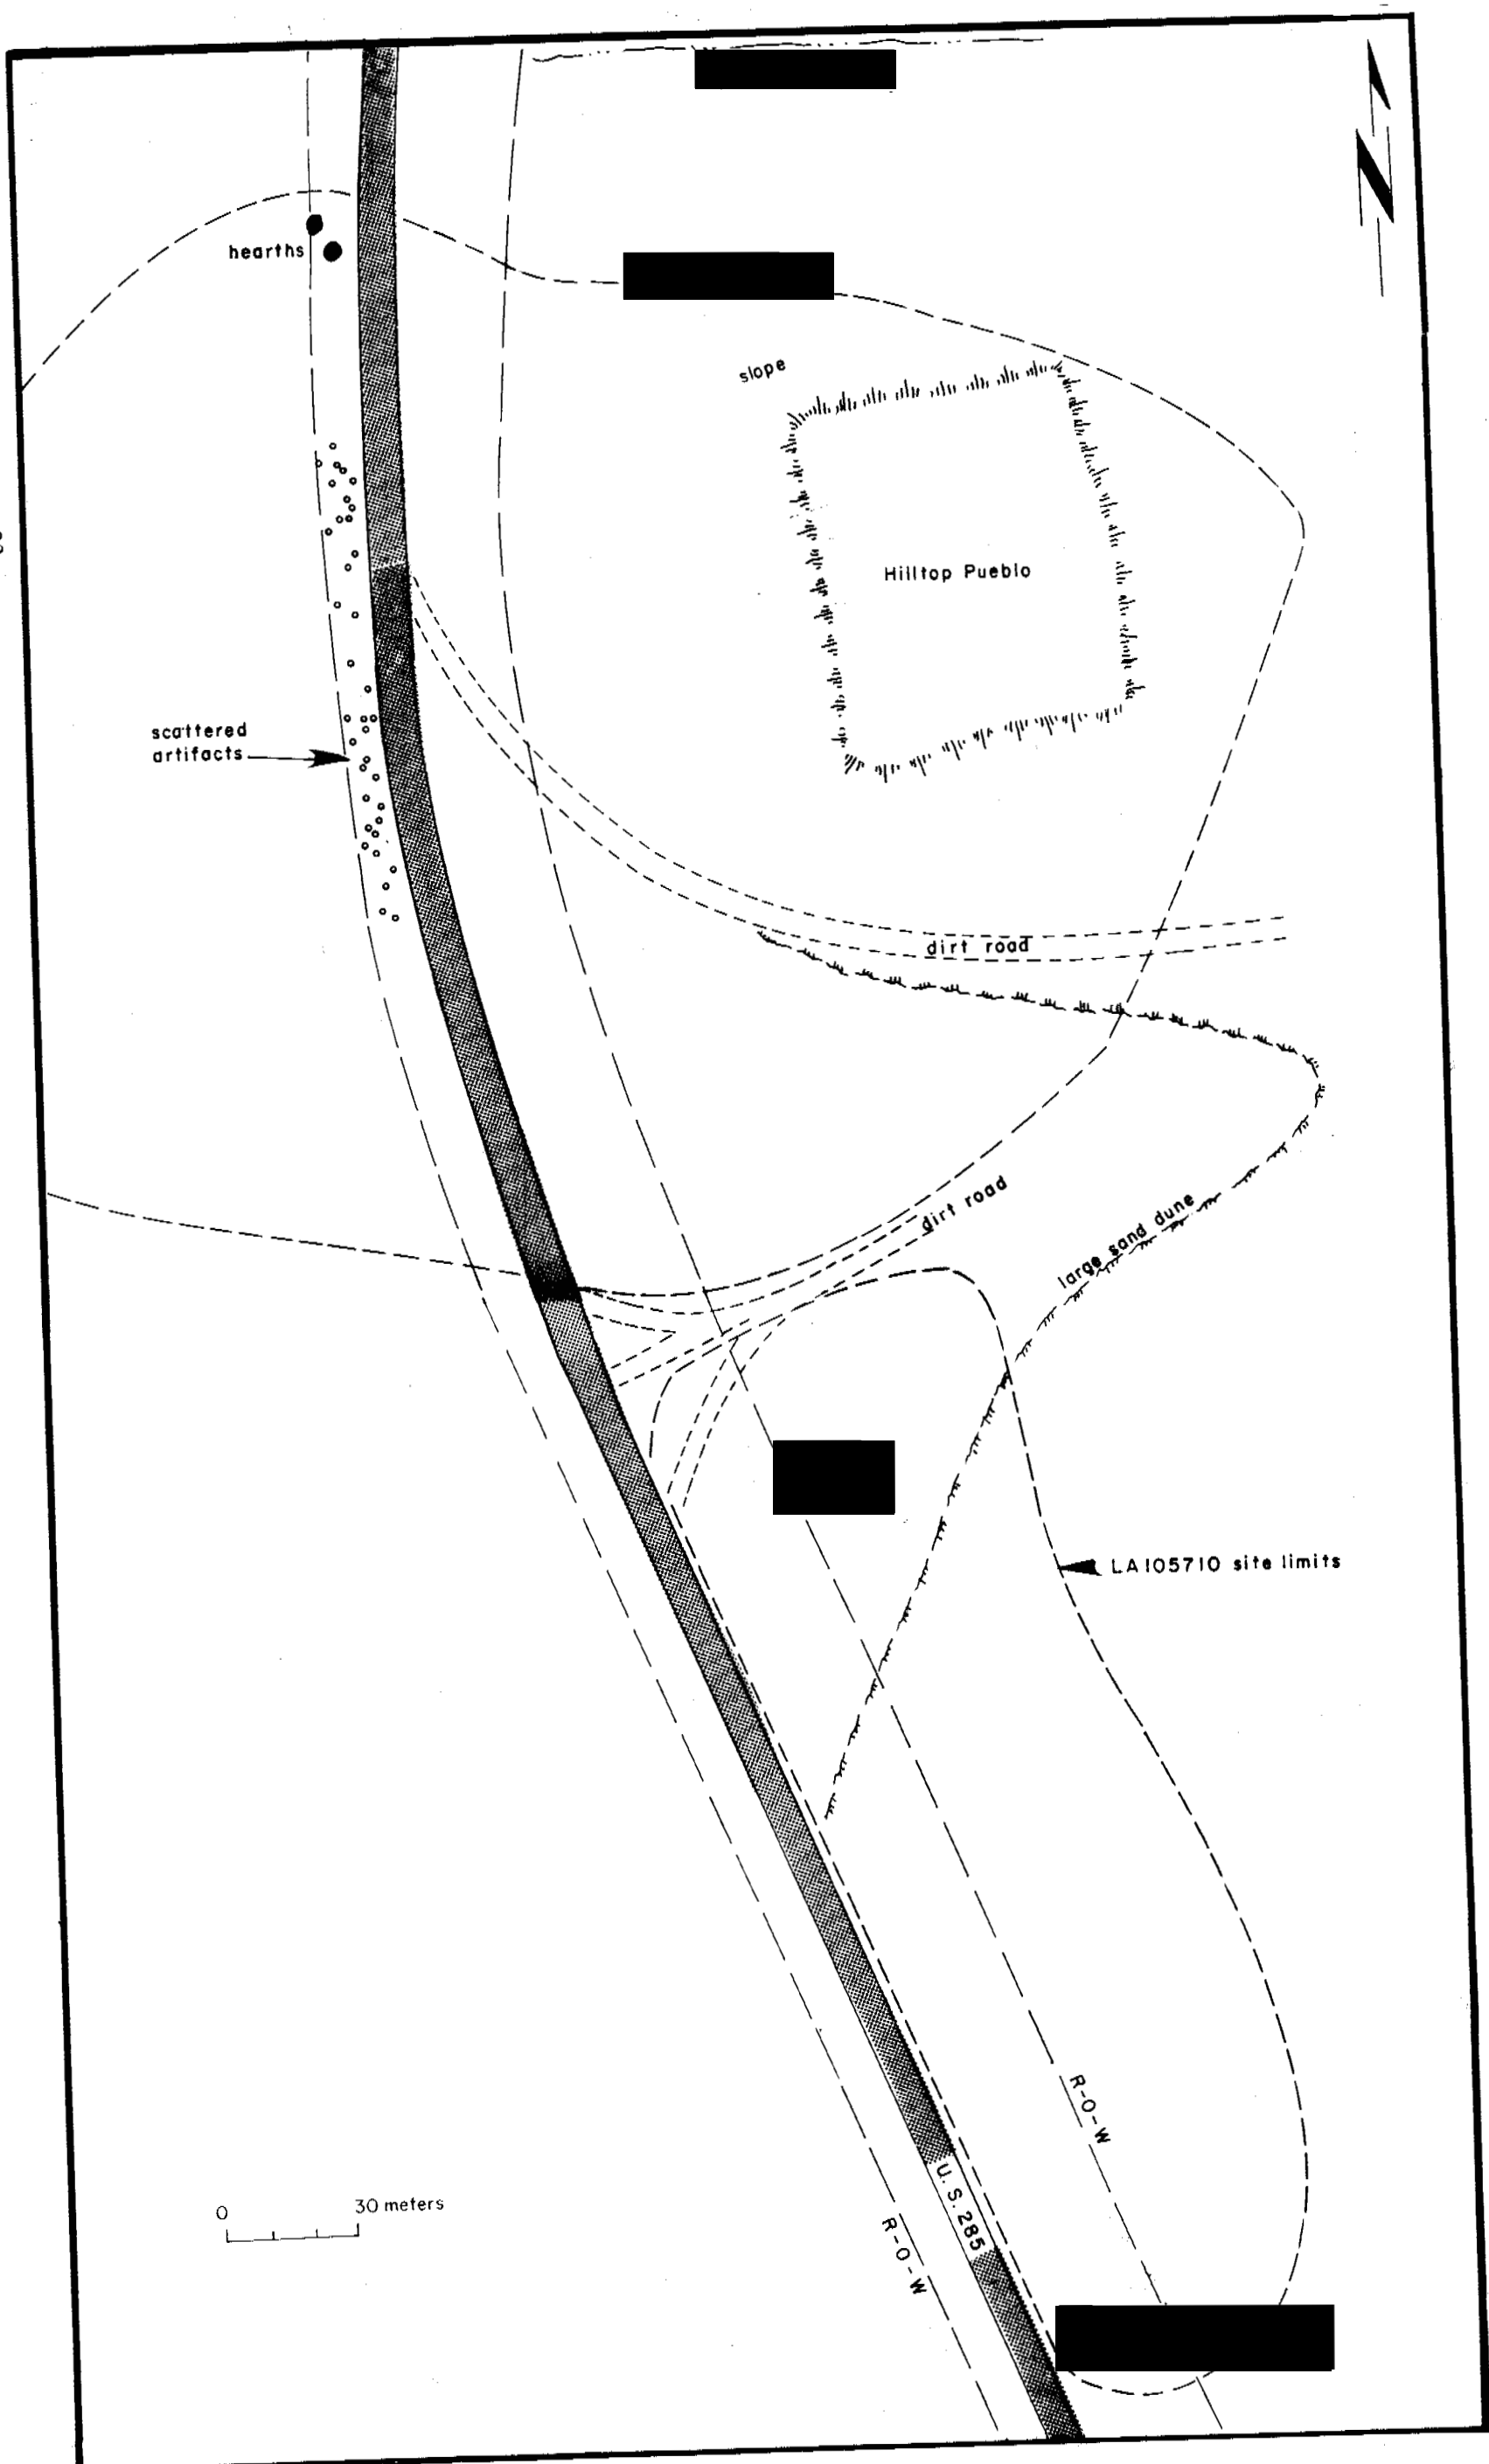 hearths
slope
Hilltop Pueblo
scattered
artifacts
dirt road
dirt road
large sand dune
LA105710 site limits
R-O-W
U.S. 285
R-O-W
0 30 meters